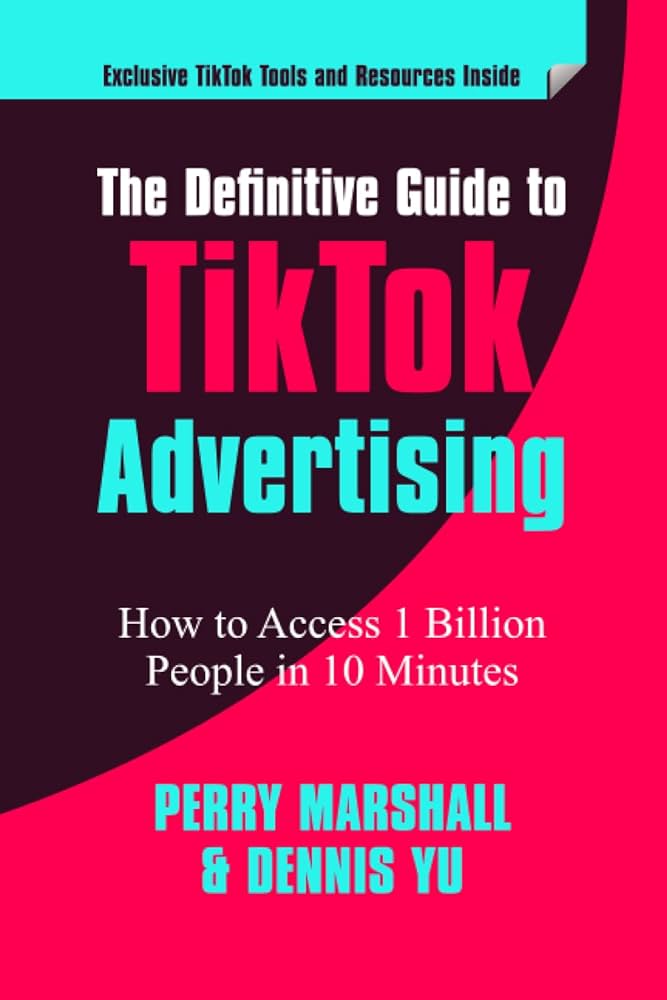 Exclusive TikTok Tools and Resources Inside
The Definitive Guide to
TikTok
Advertising
How to Access 1 Billion
People in 10 Minutes
PERRY MARSHALL
& DENNIS YU